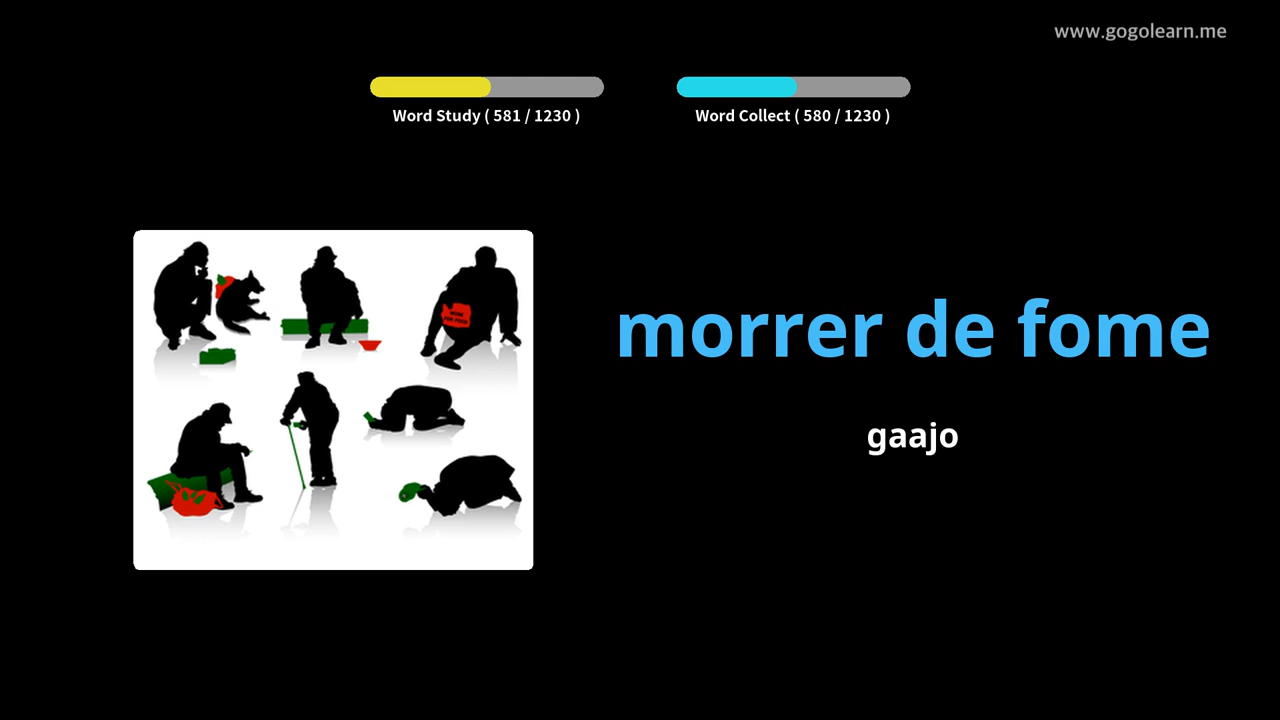 www.gogolearn.me
Word Study ( 581 / 1230 )
Word Collect ( 580 / 1230 )
morrer de fome
gaajo